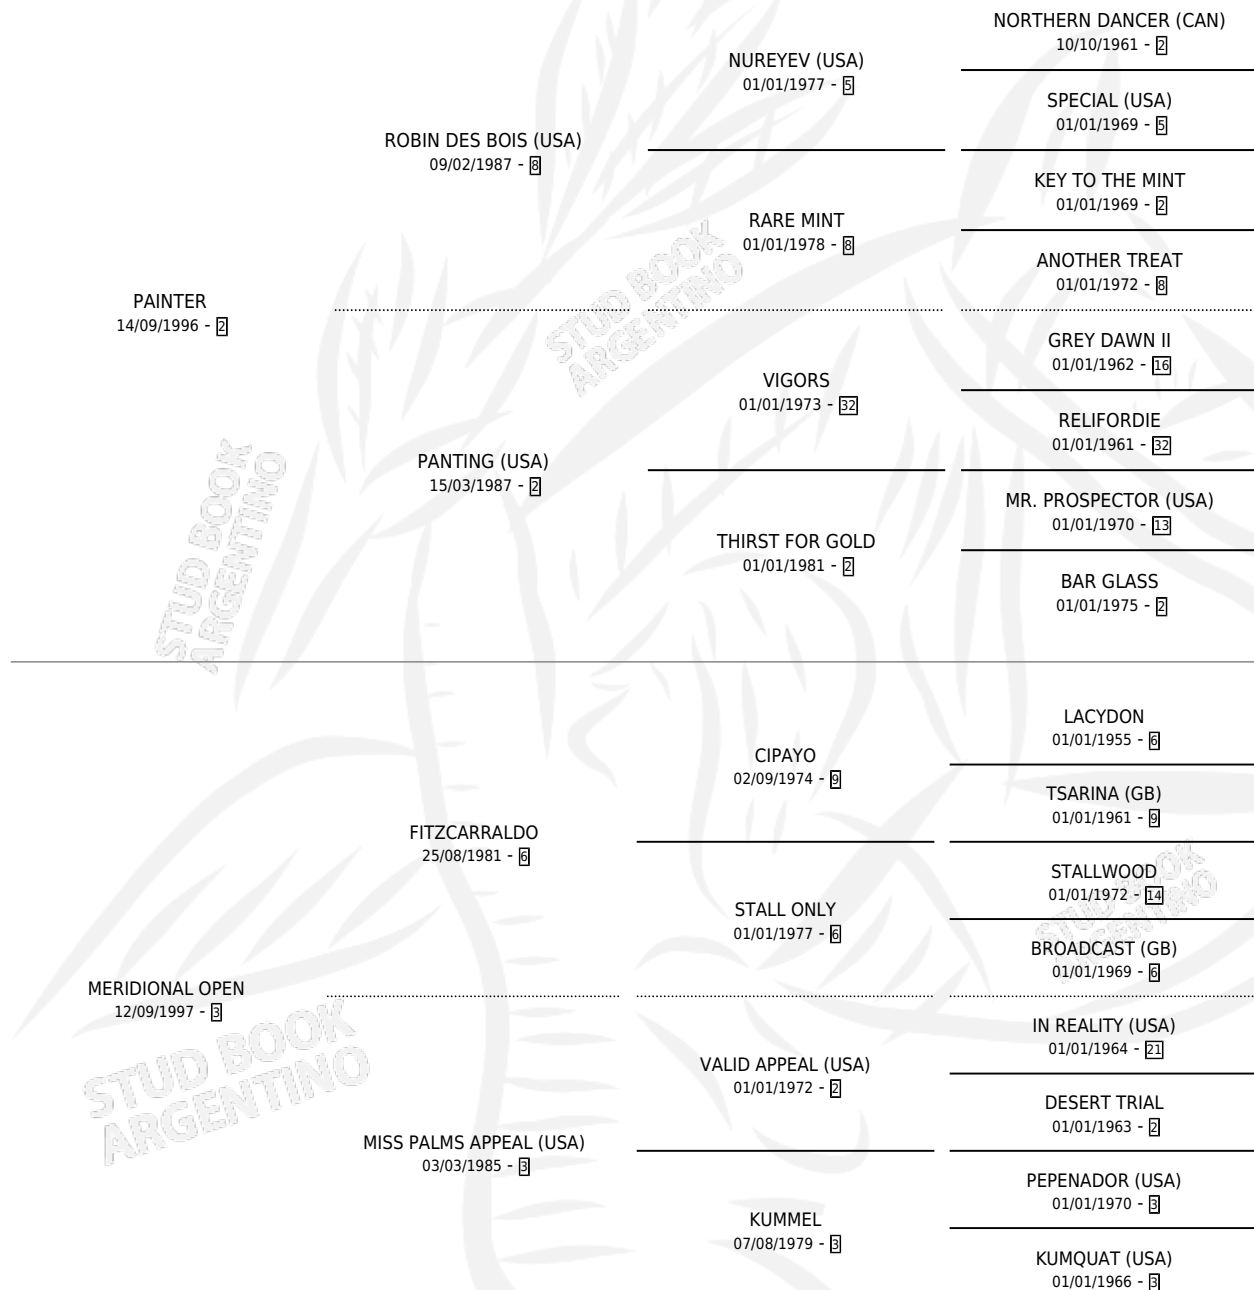 NORTHERN DANCER (CAN)
10/10/1961 - 2
NUREYEV (USA)
01/01/1977 - 5
SPECIAL (USA)
01/01/1969 - 5
ROBIN DES BOIS (USA)
09/02/1987 - 8
KEY TO THE MINT
01/01/1969 - 2
RARE MINT
01/01/1978 - 8
ANOTHER TREAT
01/01/1972 - 8
PAINTER
14/09/1996 - 2
STUD BOOK
ARGENTINO
GREY DAWN II
01/01/1962 - 16
VIGORS
01/01/1973 - 32
RELIFORDIE
01/01/1961 - 32
PANTING (USA)
15/03/1987 - 2
MR. PROSPECTOR (USA)
01/01/1970 - 13
THIRST FOR GOLD
01/01/1981 - 2
BAR GLASS
01/01/1975 - 2
STUD BOOK
ARGENTINO
LACYDON
01/01/1955 - 6
CIPAYO
02/09/1974 - 9
TSARINA (GB)
01/01/1961 - 9
FITZCARRALDO
25/08/1981 - 6
STALLWOOD
01/01/1972 - 14
STALL ONLY
01/01/1977 - 6
BROADCAST (GB)
01/01/1969 - 6
STUD BOOK
ARGENTINO
MERIDIONAL OPEN
12/09/1997 - 3
STUD BOOK
ARGENTINO
IN REALITY (USA)
01/01/1964 - 21
VALID APPEAL (USA)
01/01/1972 - 2
DESERT TRIAL
01/01/1963 - 2
MISS PALMS APPEAL (USA)
03/03/1985 - 3
PEPENADOR (USA)
01/01/1970 - 3
KUMMEL
07/08/1979 - 3
KUMQUAT (USA)
01/01/1966 - 3